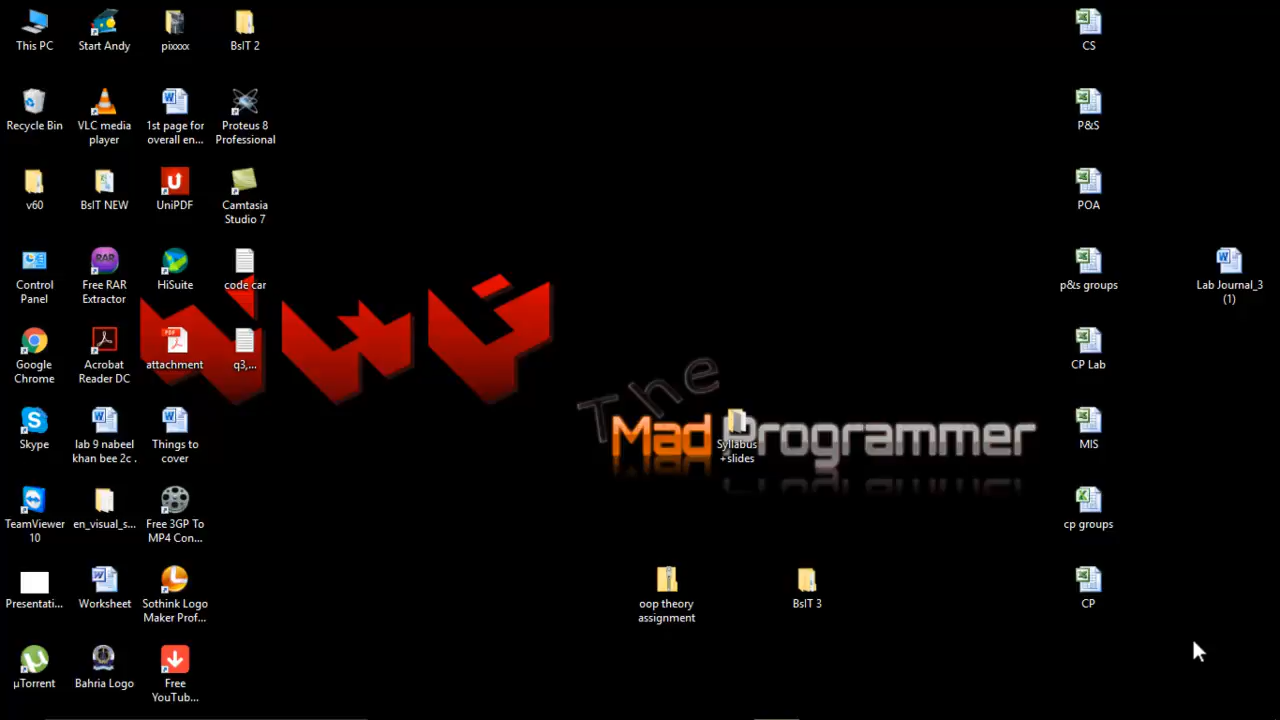 This PC
Start Andy
pixxxx
BsIT 2
CS
Recycle Bin
VLC media
player
1st page for
overall en...
Proteus 8
Professional
P&S
v60
BsIT NEW
UniPDF
Camtasia
Studio 7
POA
Control
Panel
Free RAR
Extractor
HiSuite
code car
p&s groups
Lab Journal_3
(1)
Google
Chrome
Acrobat
Reader DC
attachment
q3,...
CP Lab
The
Mad Programmer
Skype
lab 9 nabeel
khan bee 2c .
Things to
cover
Syllabus
+slides
MIS
TeamViewer
10
en_visual_s...
Free 3GP To
MP4 Con...
cp groups
Presentati...
Worksheet
Sothink Logo
Maker Prof...
oop theory
assignment
BsIT 3
CP
µTorrent
Bahria Logo
Free
YouTub...